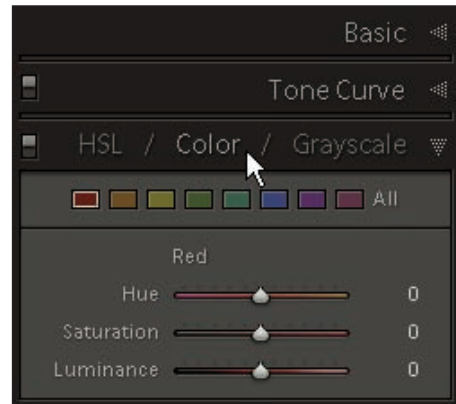 Basic
Tone Curve
HSL / Color / Grayscale
All
Red
Hue 0
Saturation 0
Luminance 0